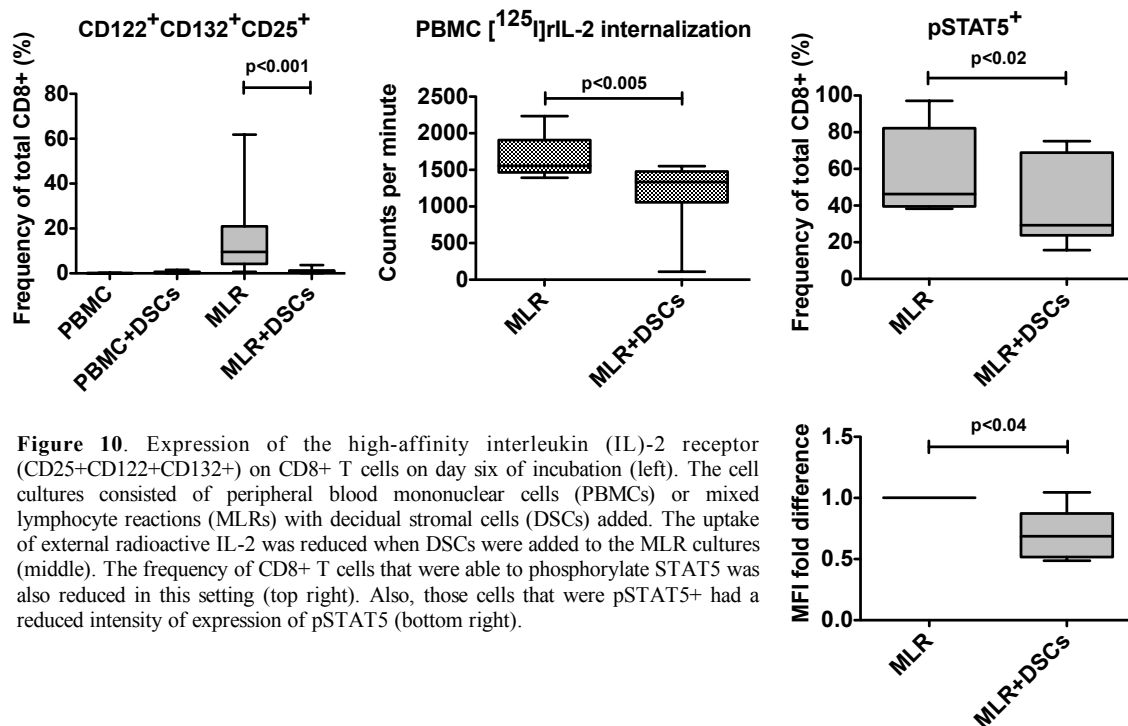 CD122+CD132+CD25+
p<0.001
Frequency of total CD8+ (%)
80
60
40
20
0
PBMC
PBMC+DSCs
MLR
MLR+DSCs
PBMC [125I]rIL-2 internalization
p<0.005
Counts per minute
2500
2000
1500
1000
500
0
MLR
MLR+DSCs
pSTAT5+
p<0.02
Frequency of total CD8+ (%)
100
80
60
40
20
0
MLR
MLR+DSCs
Figure 10. Expression of the high-affinity interleukin (IL)-2 receptor
(CD25+CD122+CD132+) on CD8+ T cells on day six of incubation (left). The cell
cultures consisted of peripheral blood mononuclear cells (PBMCs) or mixed
lymphocyte reactions (MLRs) with decidual stromal cells (DSCs) added. The uptake
of external radioactive IL-2 was reduced when DSCs were added to the MLR cultures
(middle). The frequency of CD8+ T cells that were able to phosphorylate STAT5 was
also reduced in this setting (top right). Also, those cells that were pSTAT5+ had a
reduced intensity of expression of pSTAT5 (bottom right).
p<0.04
MFI fold difference
1.5
1.0
0.5
0.0
MLR
MLR+DSCs